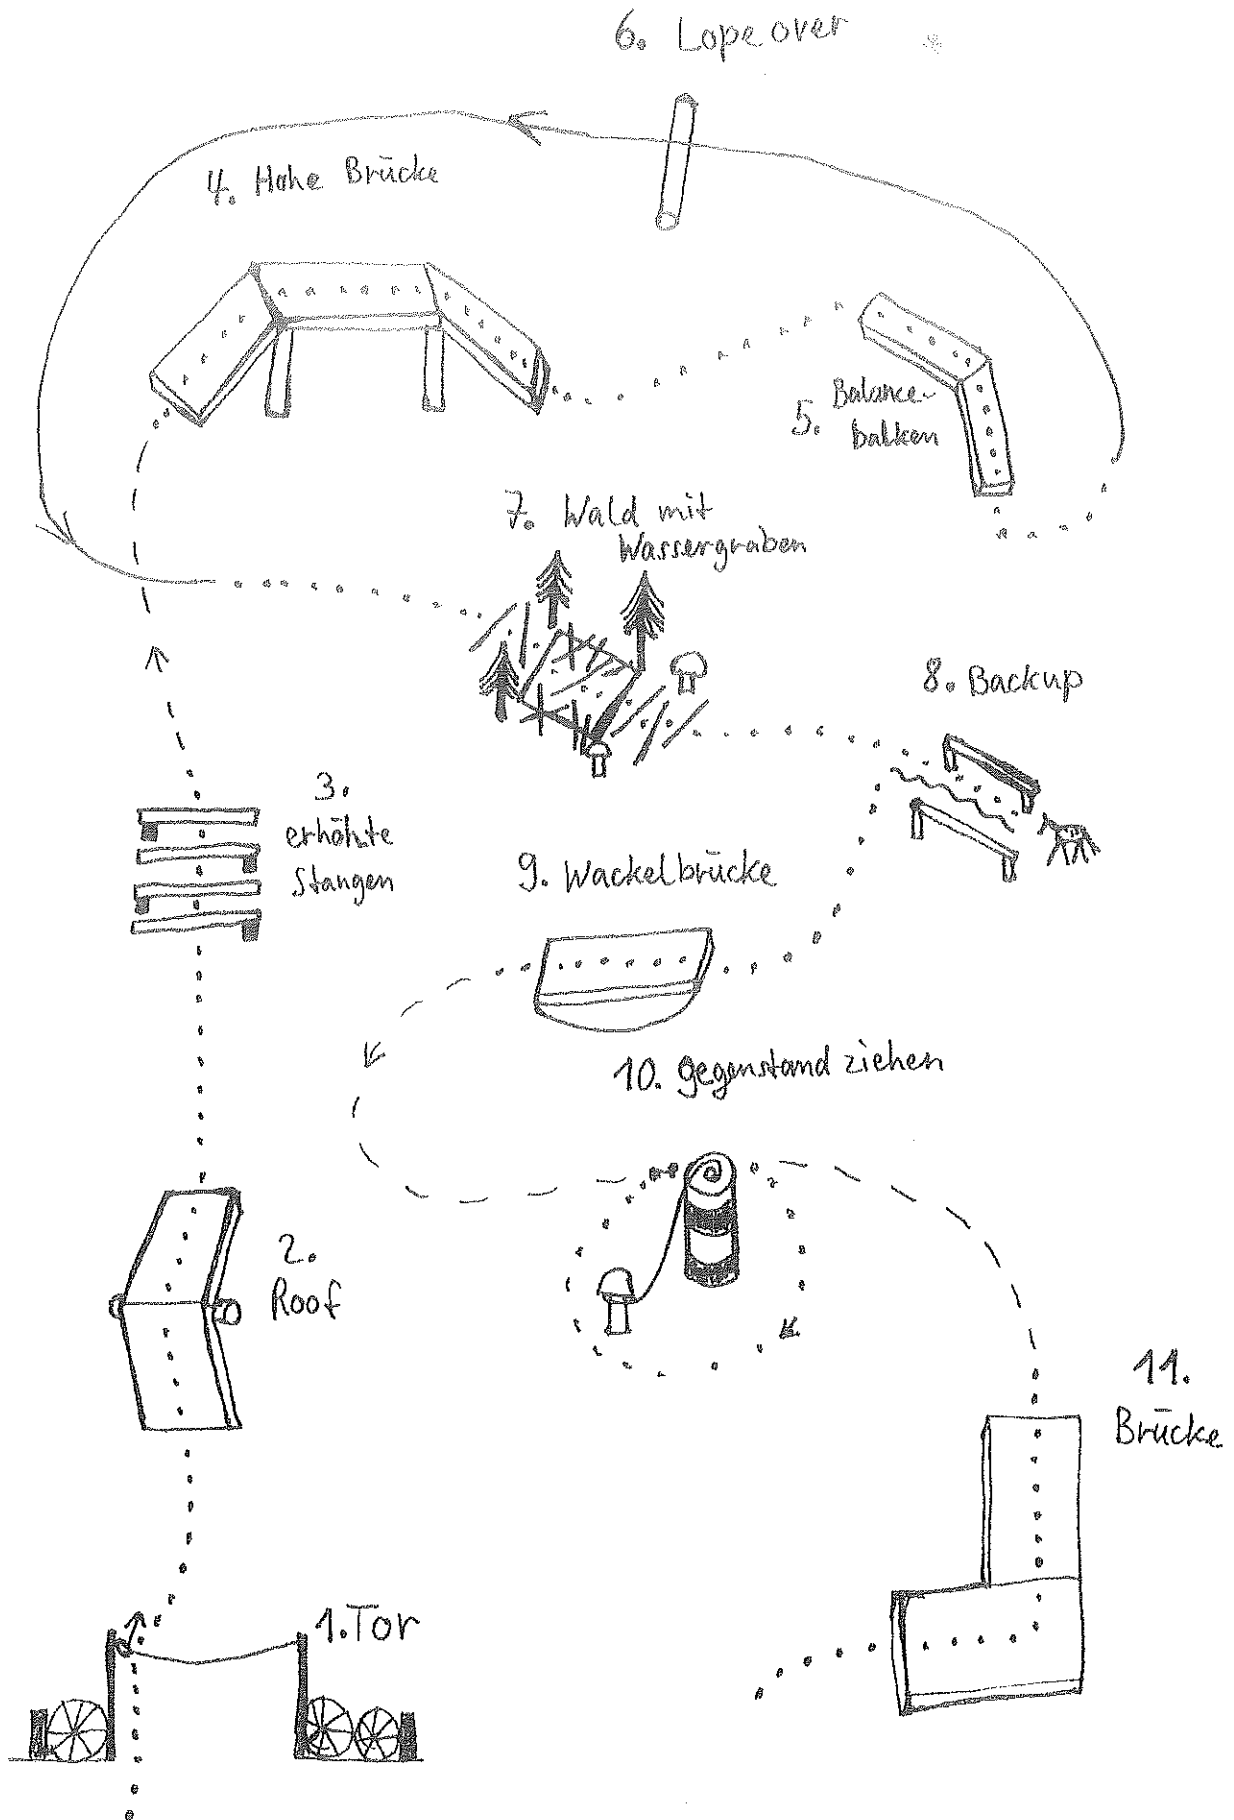 6. Lope over
4. Hohe Brücke
5. Balance-
balken
7. Wald mit
Wassergraben
8. Backup
3.
erhöhte
Stangen
9. Wackelbrücke
10. Gegenstand ziehen
2.
Roof
11.
Brücke
1. Tor